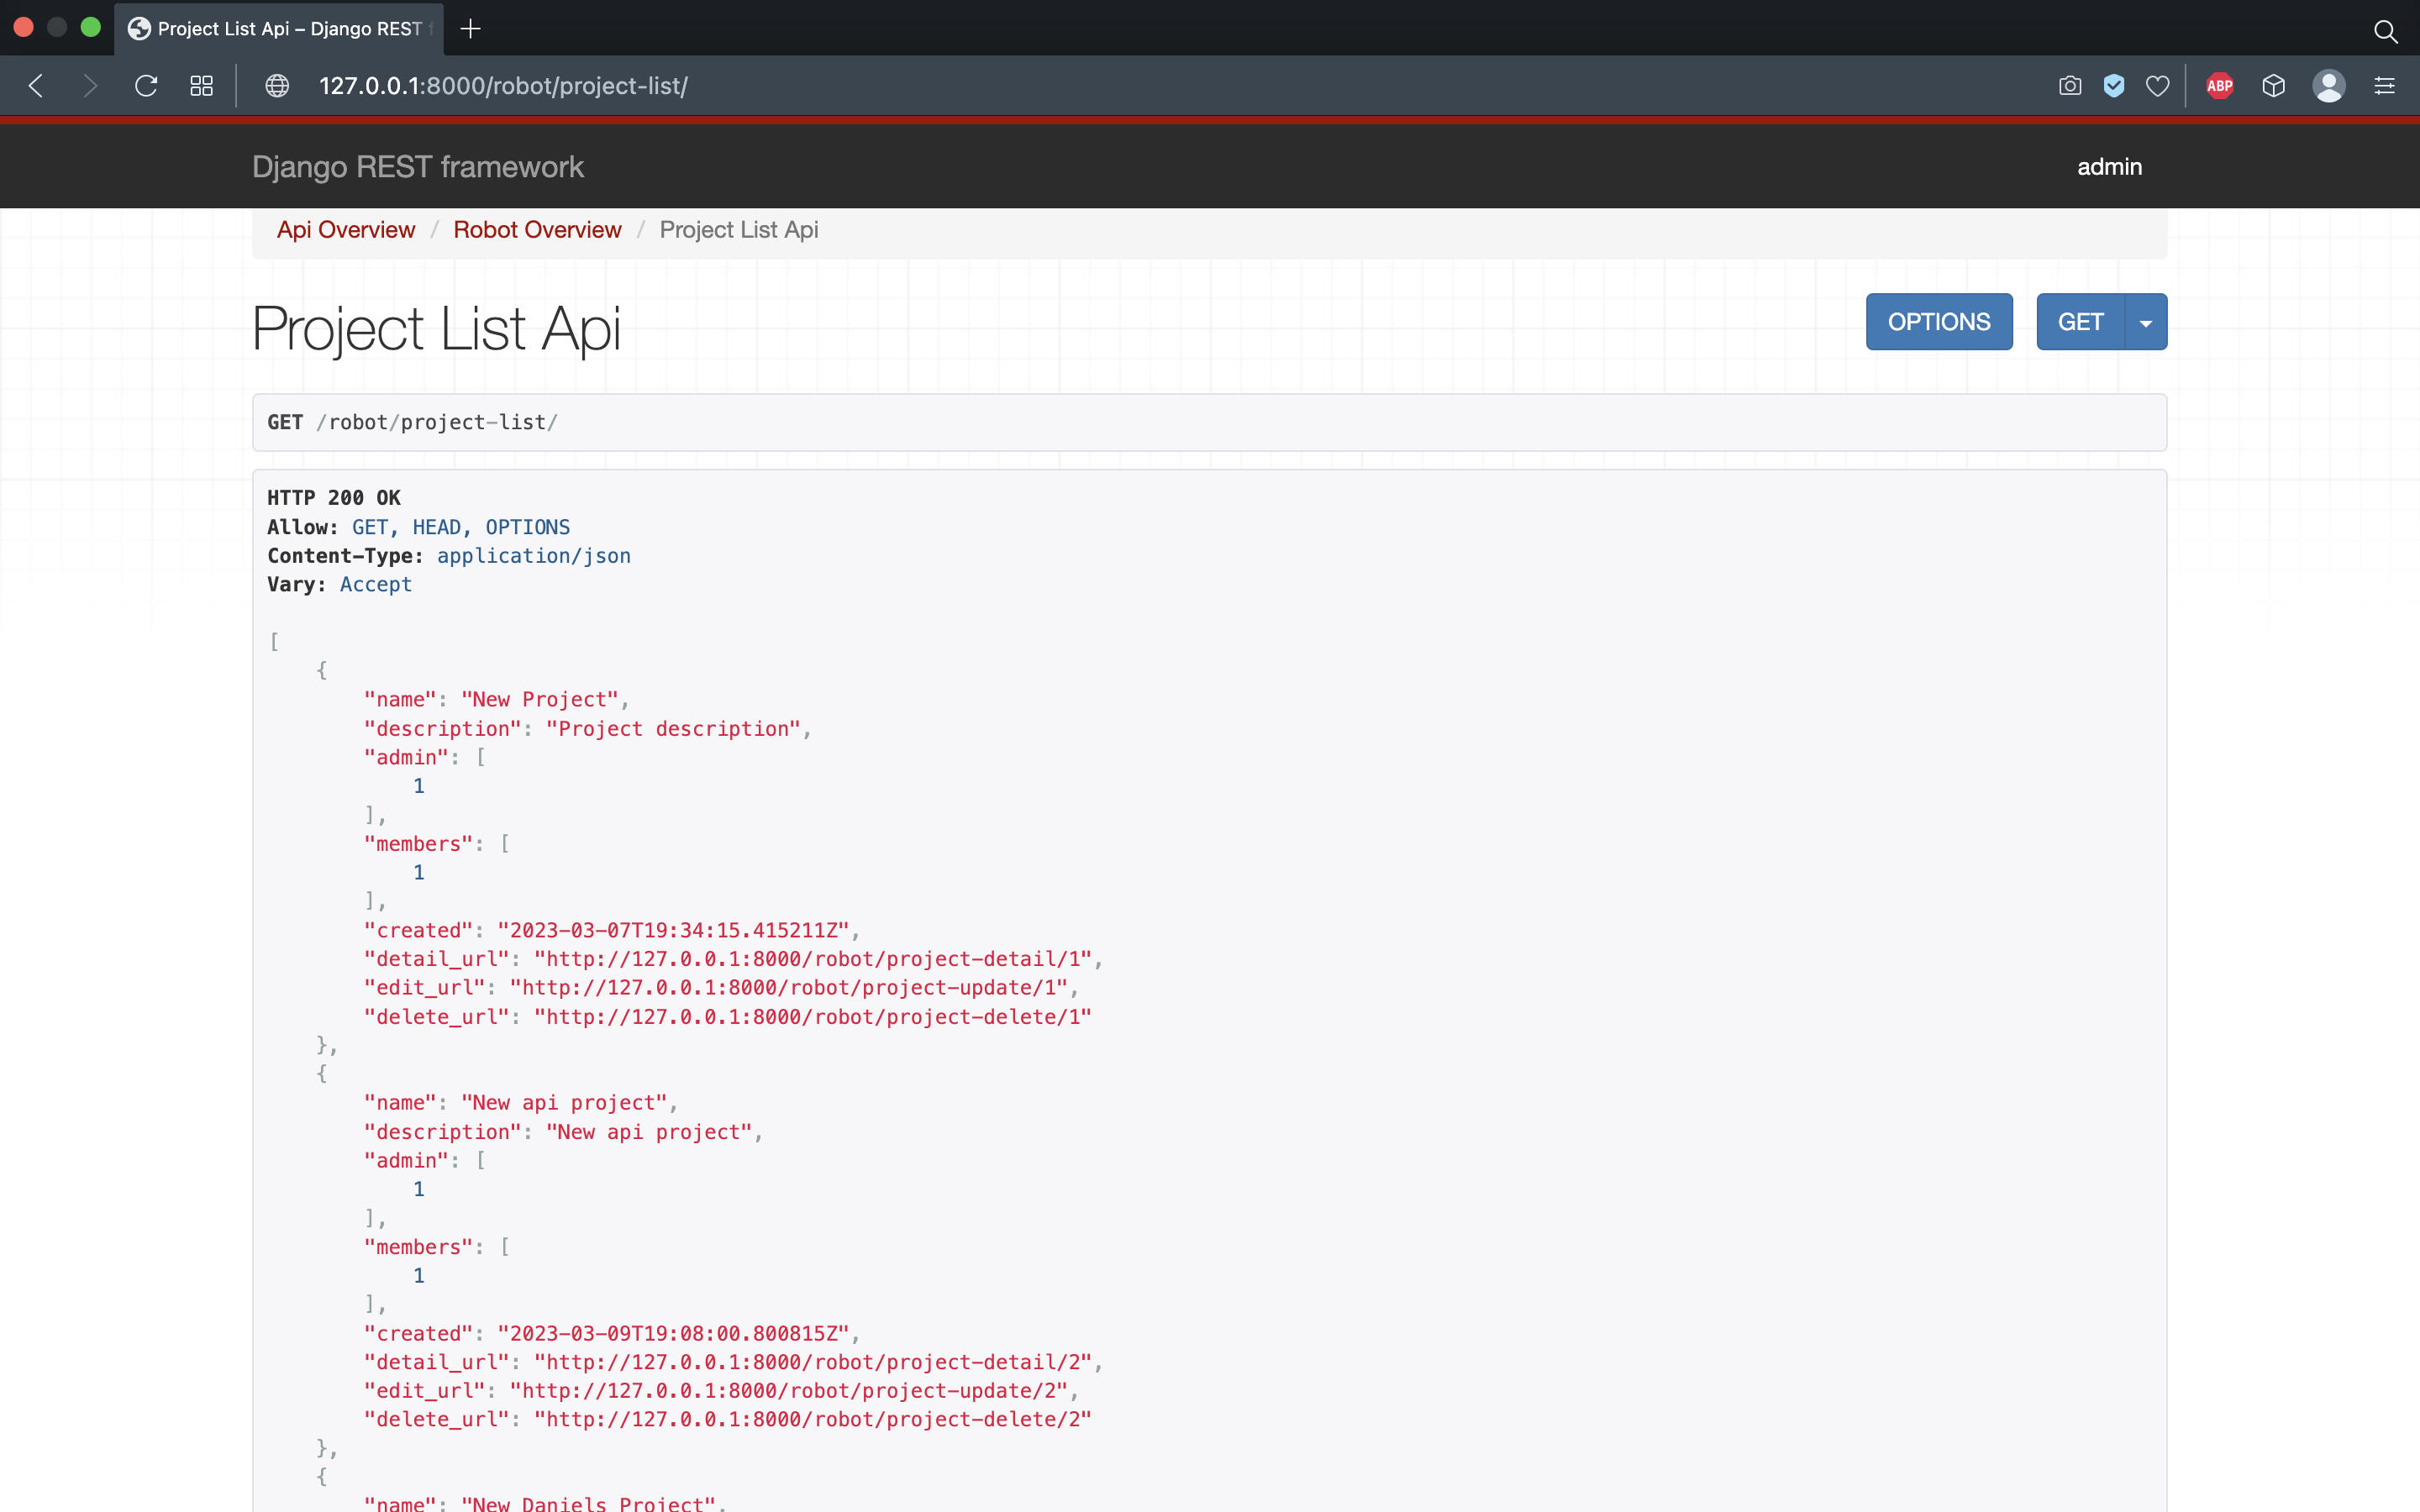 Project List Api – Django REST f
127.0.0.1:8000/robot/project-list/
ABP
Django REST framework
admin
Api Overview / Robot Overview / Project List Api
Project List Api
OPTIONS
GET
GET /robot/project-list/
HTTP 200 OK
Allow: GET, HEAD, OPTIONS
Content-Type: application/json
Vary: Accept
[
{
"name": "New Project",
"description": "Project description",
"admin": [
1
],
"members": [
1
],
"created": "2023-03-07T19:34:15.415211Z",
"detail_url": "http://127.0.0.1:8000/robot/project-detail/1",
"edit_url": "http://127.0.0.1:8000/robot/project-update/1",
"delete_url": "http://127.0.0.1:8000/robot/project-delete/1"
},
{
"name": "New api project",
"description": "New api project",
"admin": [
1
],
"members": [
1
],
"created": "2023-03-09T19:08:00.800815Z",
"detail_url": "http://127.0.0.1:8000/robot/project-detail/2",
"edit_url": "http://127.0.0.1:8000/robot/project-update/2",
"delete_url": "http://127.0.0.1:8000/robot/project-delete/2"
},
{
"name": "New Daniels Project",